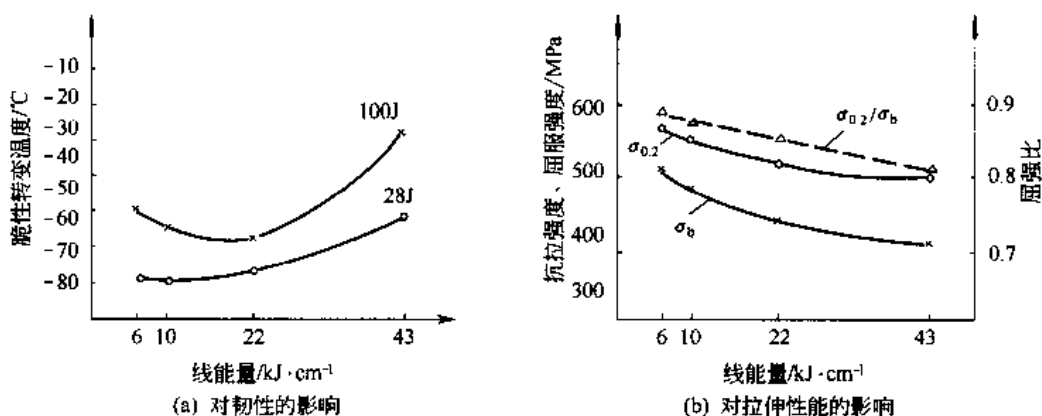 脆性转变温度/℃
-10
-20
-30
-40
-50
-60
-70
-80
100J
28J
6 10 22 43
线能量/kJ·cm⁻¹
(a) 对韧性的影响
抗拉强度、屈服强度/MPa
600
500
400
300
σ0.2/σb
σ0.2
σb
0.9
0.8
0.7
屈强比
6 10 22 43
线能量/kJ·cm⁻¹
(b) 对拉伸性能的影响